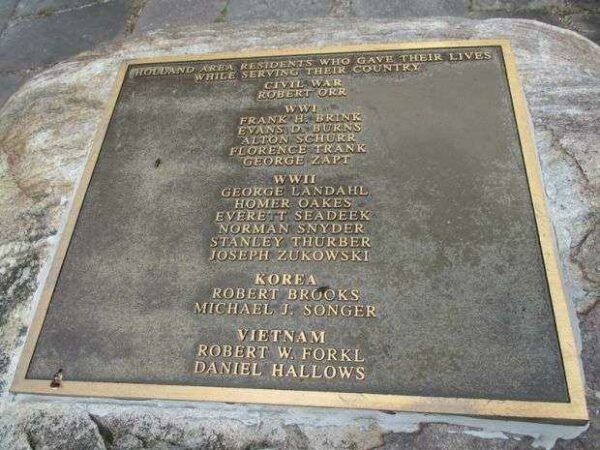 HOLLAND AREA RESIDENTS WHO GAVE THEIR LIVES
WHILE SERVING THEIR COUNTRY
CIVIL WAR
ROBERT ORR
WWI
FRANK H. BRINK
EVANS D. BURNS
ALTON SCHURR
FLORENCE TRANK
GEORGE ZAPT
WWII
GEORGE LANDAHL
HOMER OAKES
EVERETT SEADEEK
NORMAN SNYDER
STANLEY THURBER
JOSEPH ZUKOWSKI
KOREA
ROBERT BROOKS
MICHAEL J. SONGER
VIETNAM
ROBERT W. FORKL
DANIEL HALLOWS